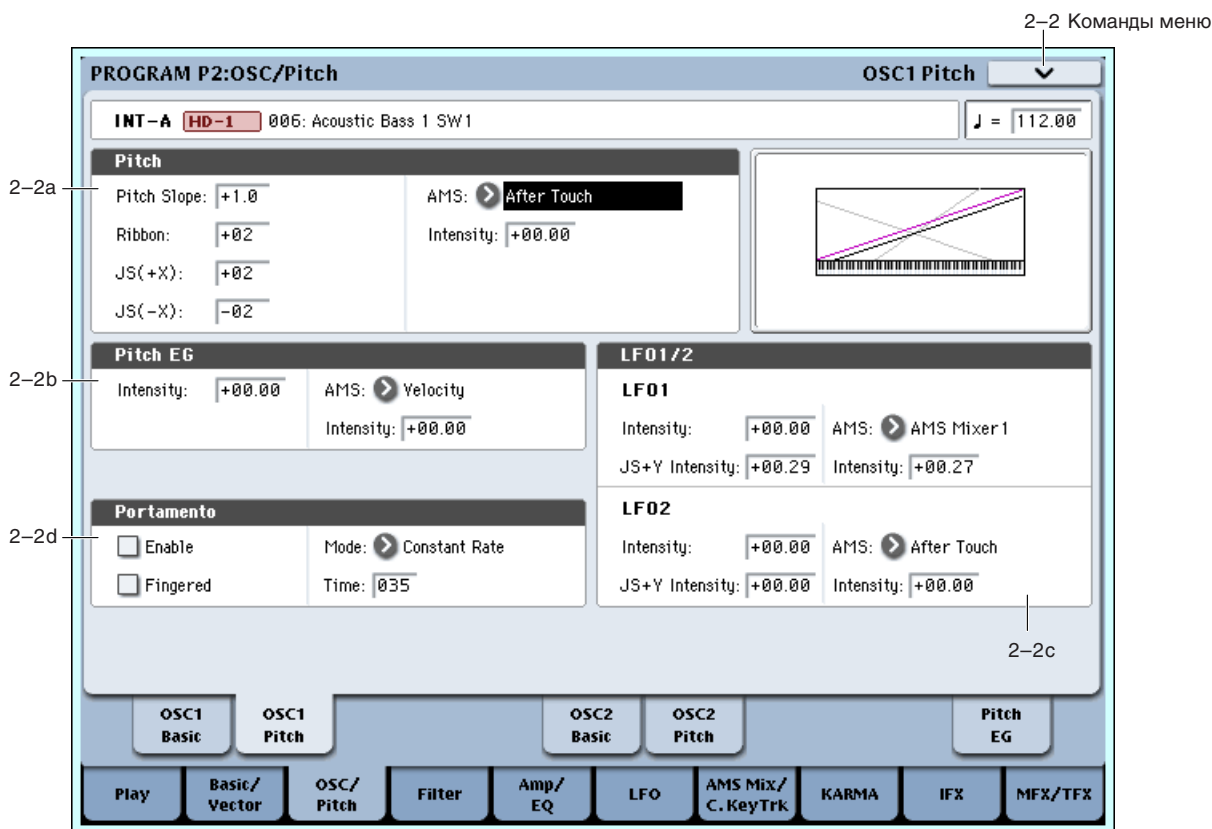 2–2 Команды меню
PROGRAM P2:OSC/Pitch
OSC1 Pitch
INT-A HD-1 006: Acoustic Bass 1 SW1
♩ = 112.00
2–2a
Pitch
Pitch Slope: +1.0
AMS: After Touch
Ribbon: +02
Intensity: +00.00
JS(+X): +02
JS(-X): -02
2–2b
Pitch EG
Intensity: +00.00
AMS: Velocity
Intensity: +00.00
LFO1/2
LFO1
Intensity: +00.00
AMS: AMS Mixer1
JS+Y Intensity: +00.29
Intensity: +00.27
LFO2
Intensity: +00.00
AMS: After Touch
JS+Y Intensity: +00.00
Intensity: +00.00
2–2c
2–2d
Portamento
Enable
Mode: Constant Rate
Fingered
Time: 035
OSC1
Basic
OSC1
Pitch
OSC2
Basic
OSC2
Pitch
Pitch
EG
Play
Basic/
Vector
OSC/
Pitch
Filter
Amp/
EQ
LFO
AMS Mix/
C.KeyTrk
KARMA
IFX
MFX/TFX